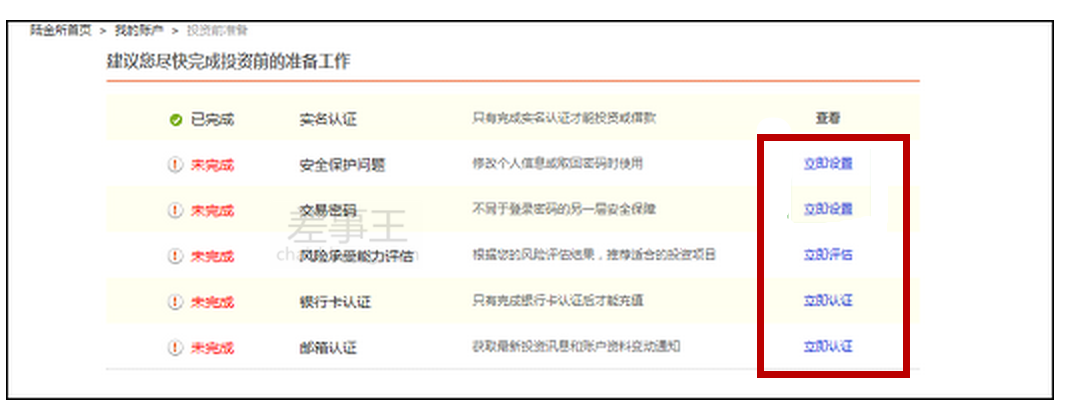 陆金所首页 > 我的账户 > 投资前准备
建议您尽快完成投资前的准备工作
已完成 实名认证 只有完成实名认证才能投资或借款 查看
未完成 安全保护问题 修改个人信息或取回密码时使用 立即设置
未完成 交易密码 不同于登录密码的另一层安全保障 立即设置
差事王
未完成 风险承受能力评估 根据您的风险评估结果，推荐适合的投资项目 立即评估
未完成 银行卡认证 只有完成银行卡认证后才能充值 立即认证
未完成 邮箱认证 获取最新投资讯息和账户资料变动通知 立即认证